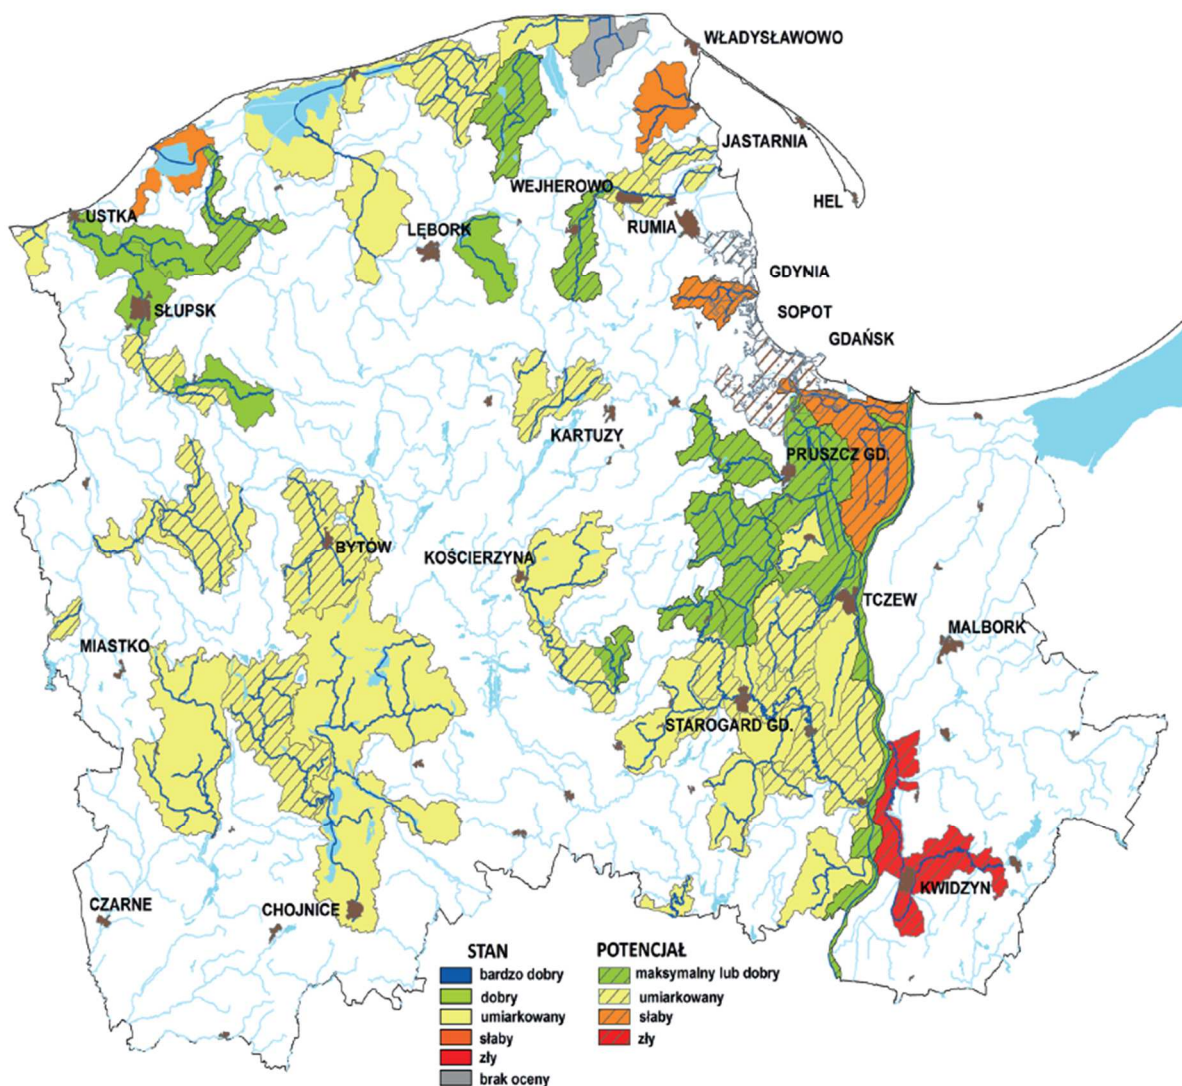 WŁADYSŁAWOWO
JASTARNIA
WEJHEROWO
HEL
USTKA
RUMIA
LĘBORK
GDYNIA
SŁUPSK
SOPOT
GDAŃSK
KARTUZY
PRUSZCZ GD.
BYTÓW
KOŚCIERZYNA
TCZEW
MALBORK
MIASTKO
STAROGARD GD.
KWIDZYN
CZARNE
CHOJNICE
STAN
bardzo dobry
dobry
umiarkowany
słaby
zły
brak oceny
POTENCJAŁ
maksymalny lub dobry
umiarkowany
słaby
zły